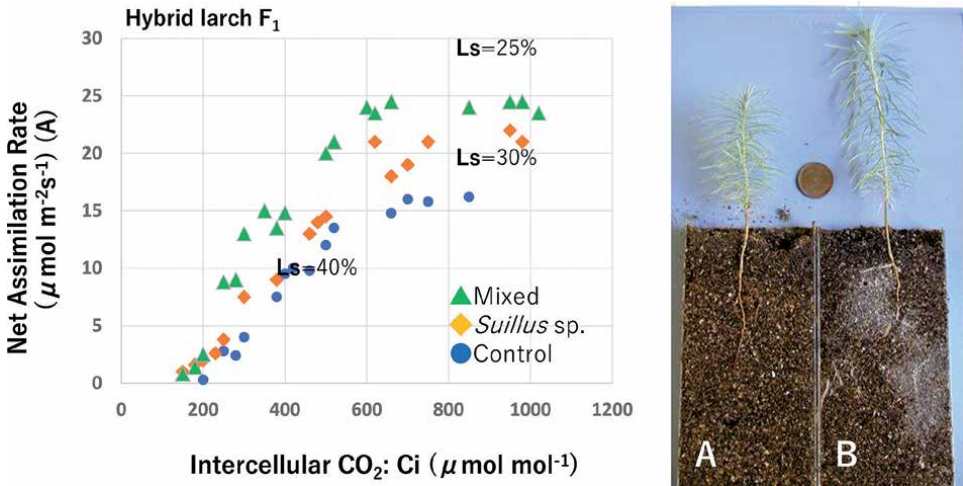 Hybrid larch F₁
Net Assimilation Rate
(μ mol m⁻²s⁻¹) (A)
30
25
20
15
10
5
0
Ls=25%
Ls=30%
Ls=40%
Mixed
Suillus sp.
Control
0 200 400 600 800 1000 1200
Intercellular CO₂: Ci (μ mol mol⁻¹)
A B